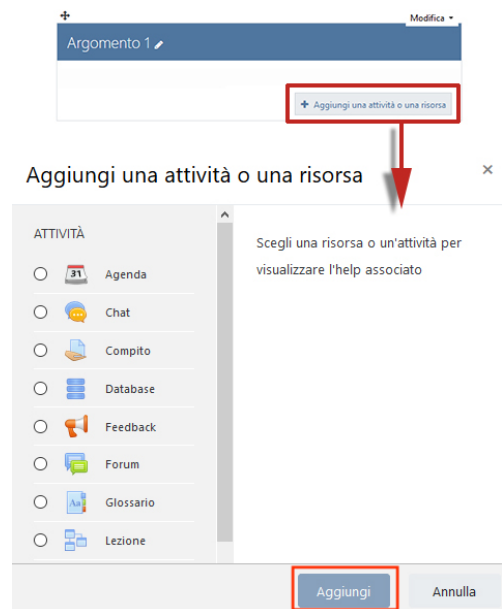 Modifica
Argomento 1
+ Aggiungi una attività o una risorsa
Aggiungi una attività o una risorsa
×
ATTIVITÀ
Scegli una risorsa o un'attività per
visualizzare l'help associato
31 Agenda
Chat
Compito
Database
Feedback
Forum
Aa Glossario
Lezione
Aggiungi
Annulla